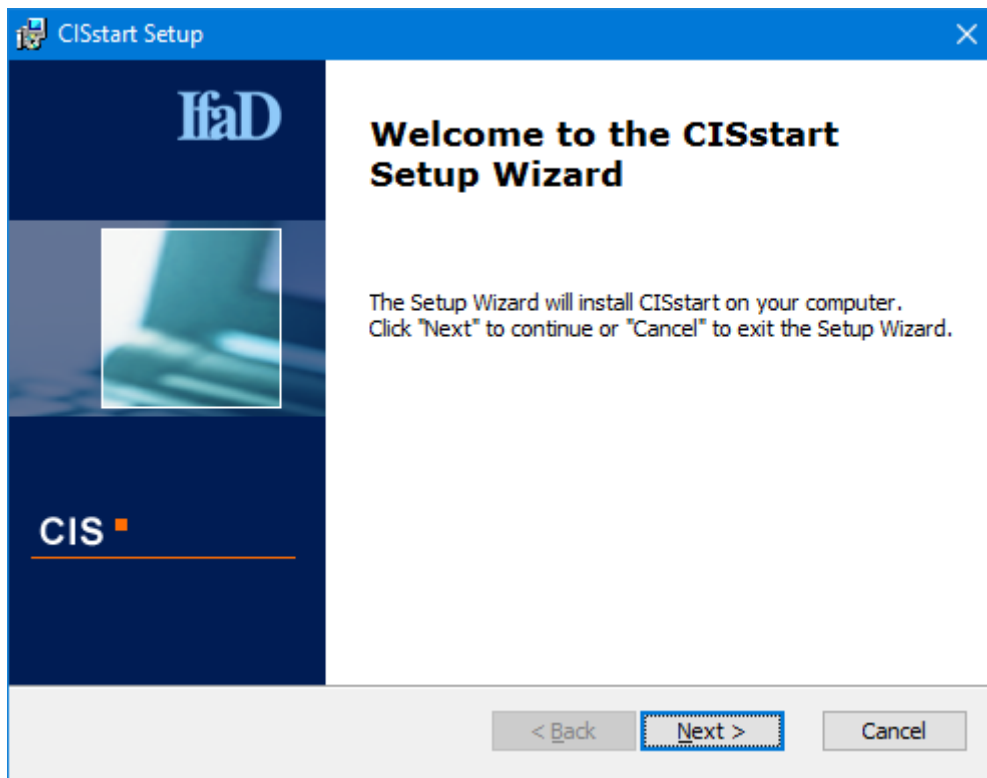 CISstart Setup
IfaD
Welcome to the CISstart
Setup Wizard
The Setup Wizard will install CISstart on your computer.
Click "Next" to continue or "Cancel" to exit the Setup Wizard.
CIS
< Back
Next >
Cancel